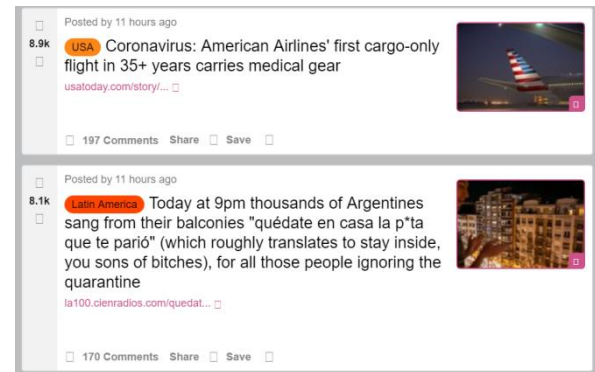 Posted by 11 hours ago
8.9k
USA Coronavirus: American Airlines' first cargo-only
flight in 35+ years carries medical gear
usatoday.com/story/...
197 Comments Share Save
Posted by 11 hours ago
8.1k
Latin America Today at 9pm thousands of Argentines
sang from their balconies "quédate en casa la p*ta
que te parió" (which roughly translates to stay inside,
you sons of bitches), for all those people ignoring the
quarantine
la100.cienradios.com/quedat...
170 Comments Share Save